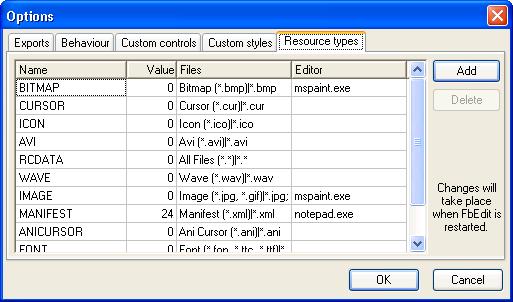 Options
Exports Behaviour Custom controls Custom styles Resource types
Name Value Files Editor
BITMAP 0 Bitmap (*.bmp)|*.bmp mspaint.exe
CURSOR 0 Cursor (*.cur)|*.cur
ICON 0 Icon (*.ico)|*.ico
AVI 0 Avi (*.avi)|*.avi
RCDATA 0 All Files (*.*)|*.*
WAVE 0 Wave (*.wav)|*.wav
IMAGE 0 Image (*.jpg, *.gif)|*.jpg; mspaint.exe
MANIFEST 24 Manifest (*.xml)|*.xml notepad.exe
ANICURSOR 0 Ani Cursor (*.ani)|*.ani
FONT 0 Font (*.fon, *.ttc, *.ttf)|*
Add
Delete
Changes will
take place
when FbEdit is
restarted.
OK Cancel